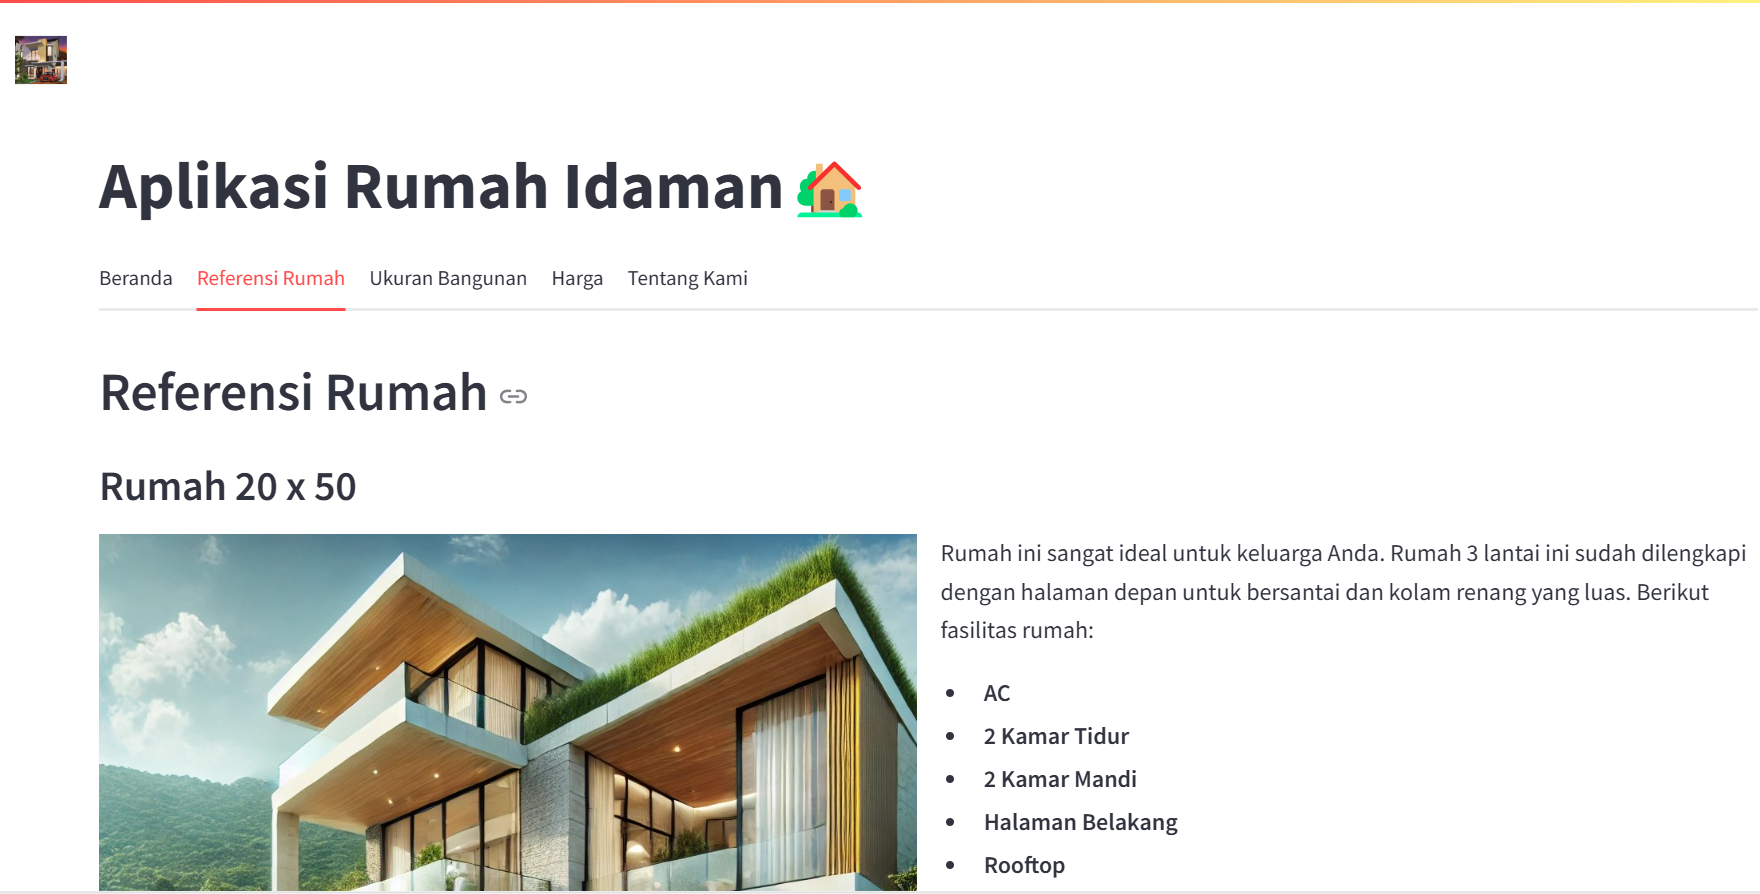 Aplikasi Rumah Idaman
Beranda Referensi Rumah Ukuran Bangunan Harga Tentang Kami
Referensi Rumah
Rumah 20 x 50
Rumah ini sangat ideal untuk keluarga Anda. Rumah 3 lantai ini sudah dilengkapi
dengan halaman depan untuk bersantai dan kolam renang yang luas. Berikut
fasilitas rumah:
• AC
• 2 Kamar Tidur
• 2 Kamar Mandi
• Halaman Belakang
• Rooftop